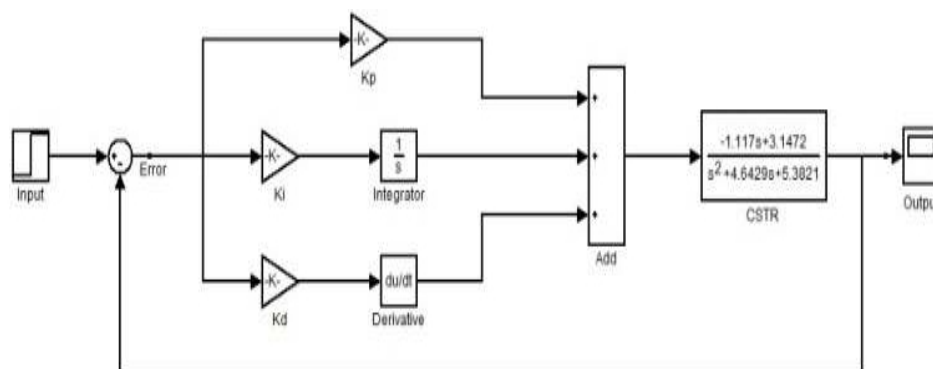 -K-
Kp
Input
+
-
Error
-K-
Ki
1
s
Integrator
-K-
Kd
du/dt
Derivative
+
+
+
Add
-1.117s+3.1472
s²+4.6429s+5.3821
CSTR
Output